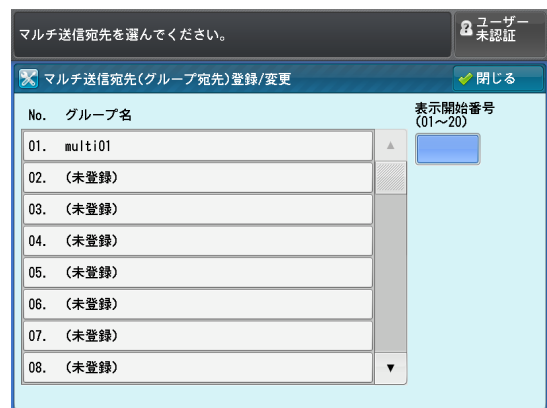 マルチ送信宛先を選んでください。
ユーザー
未認証
マルチ送信宛先(グループ宛先)登録/変更
閉じる
No. グループ名
表示開始番号
(01～20)
01. multi01
02. (未登録)
03. (未登録)
04. (未登録)
05. (未登録)
06. (未登録)
07. (未登録)
08. (未登録)